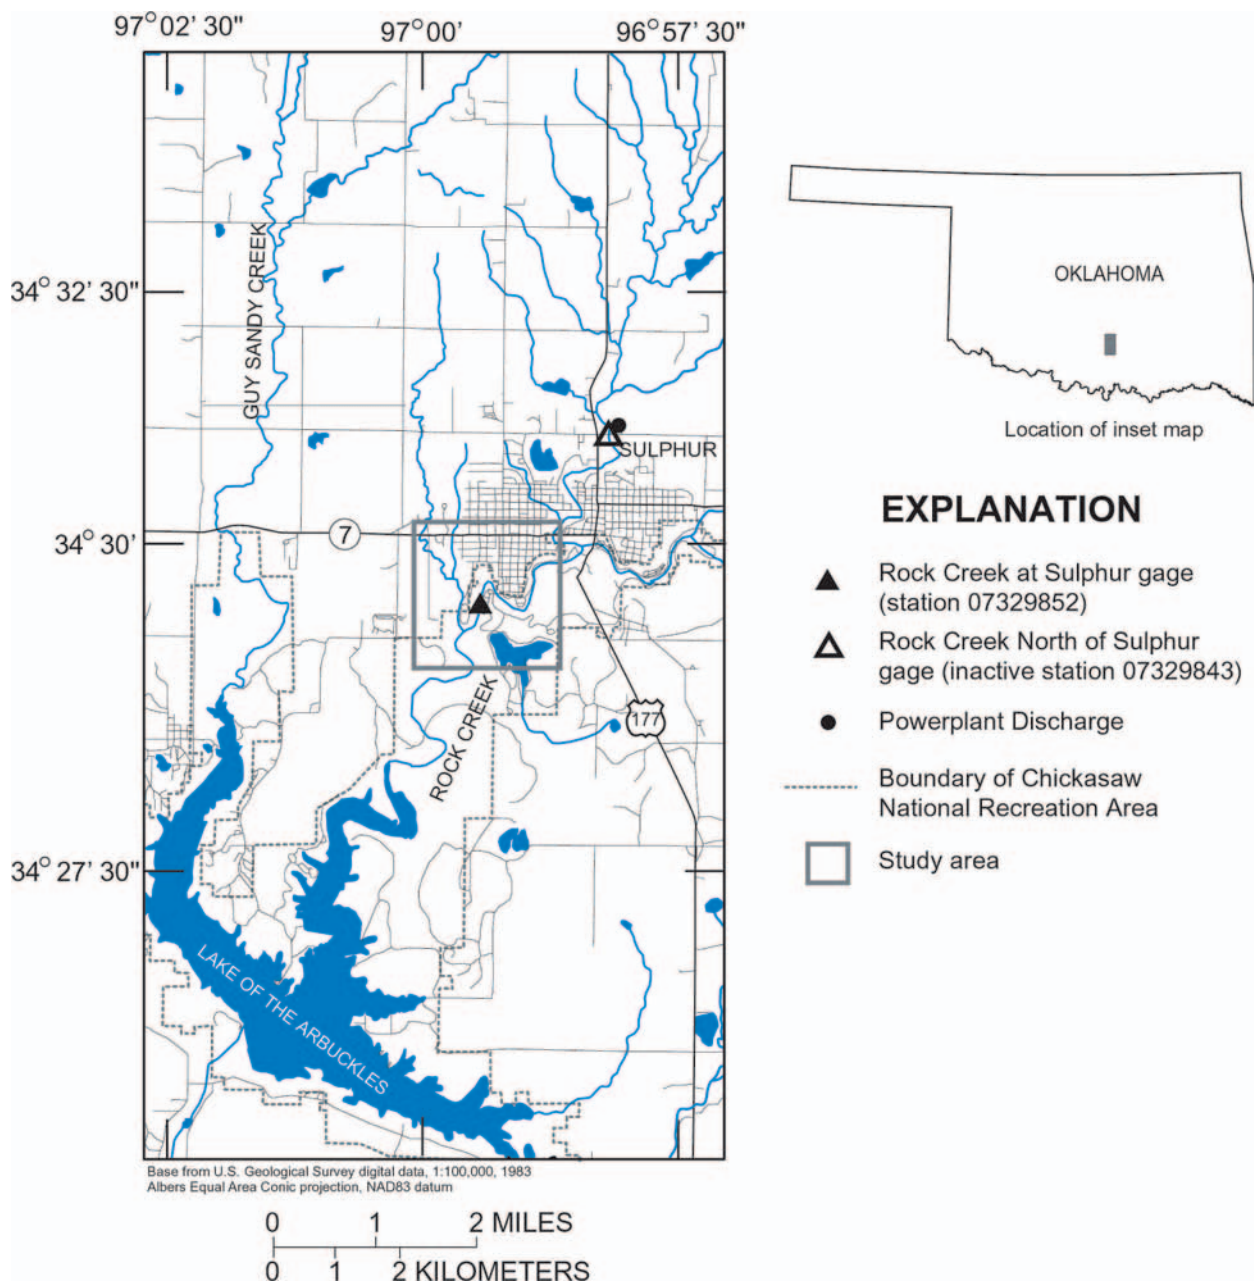 97° 02' 30"
97° 00'
96° 57' 30"
34° 32' 30"
34° 30'
34° 27' 30"
GUY SANDY CREEK
SULPHUR
7
ROCK CREEK
177
LAKE OF THE ARBUCKLES
Base from U.S. Geological Survey digital data, 1:100,000, 1983
Albers Equal Area Conic projection, NAD83 datum
0 1 2 MILES
0 1 2 KILOMETERS
OKLAHOMA
Location of inset map
EXPLANATION
Rock Creek at Sulphur gage
(station 07329852)
Rock Creek North of Sulphur
gage (inactive station 07329843)
Powerplant Discharge
Boundary of Chickasaw
National Recreation Area
Study area